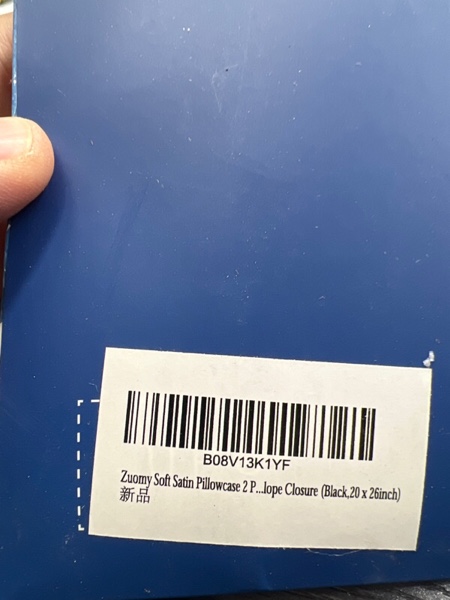 B08V13K1YF
Zuomy Soft Satin Pillowcase 2 P...lope Closure (Black,20 x 26inch)
新品